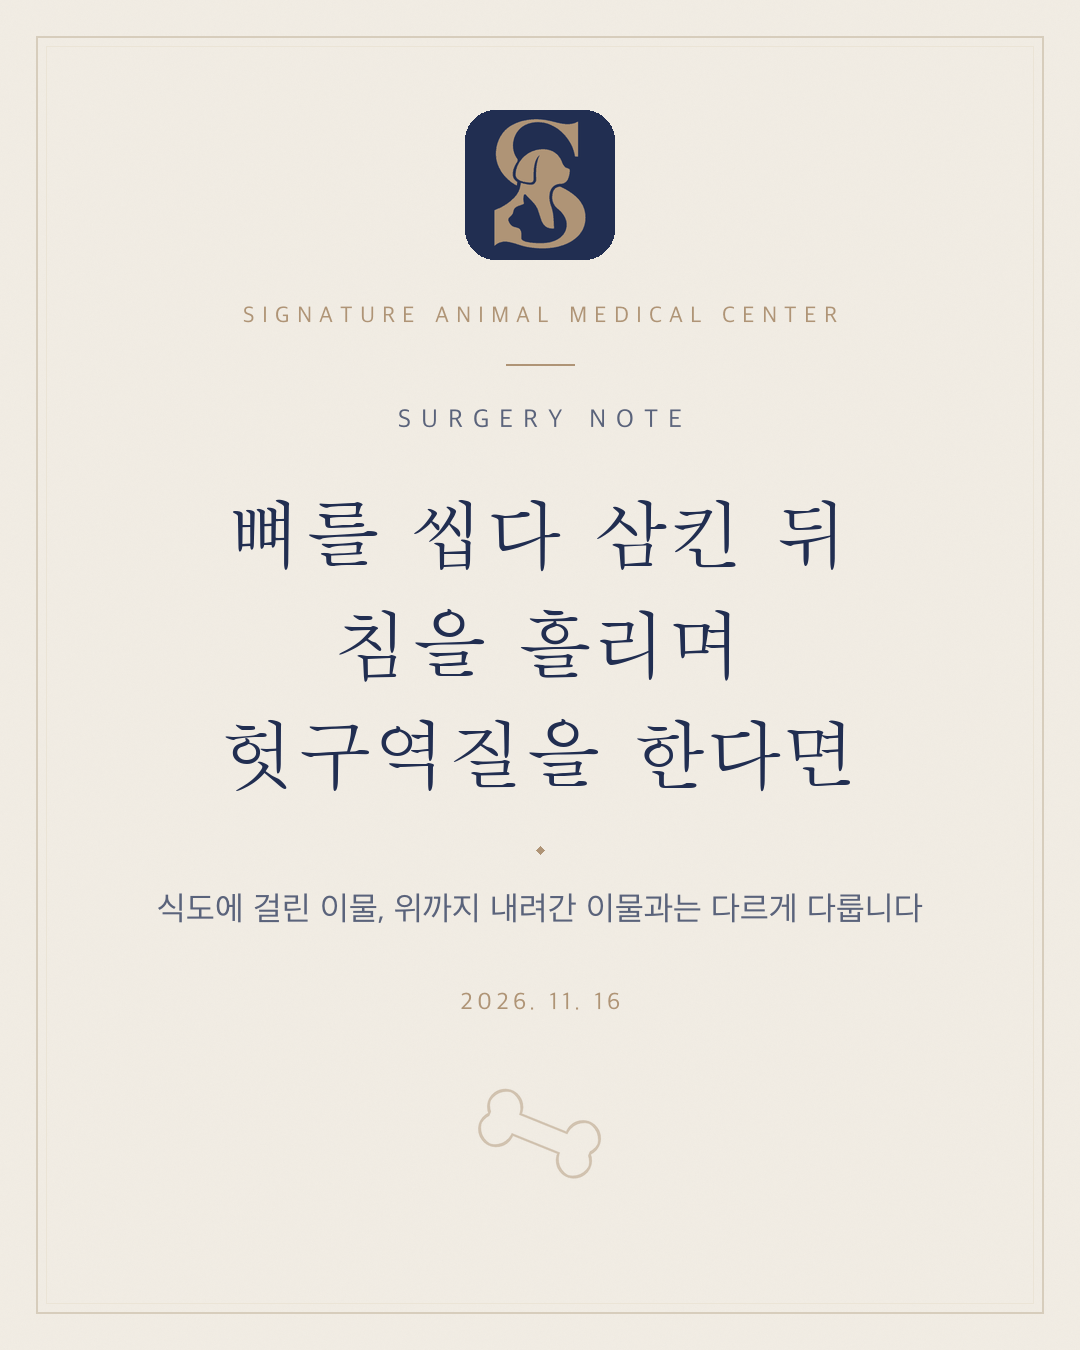 S
SIGNATURE ANIMAL MEDICAL CENTER
SURGERY NOTE
뼈를 씹다 삼킨 뒤
침을 흘리며
헛구역질을 한다면
식도에 걸린 이물, 위까지 내려간 이물과는 다르게 다룹니다
2026. 11. 16